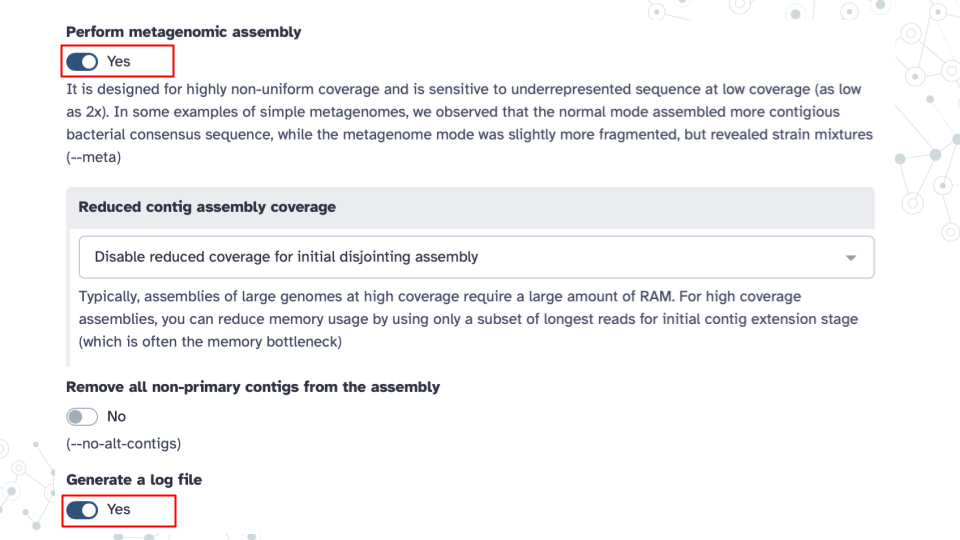 Perform metagenomic assembly
Yes
It is designed for highly non-uniform coverage and is sensitive to underrepresented sequence at low coverage (as low
as 2x). In some examples of simple metagenomes, we observed that the normal mode assembled more contigious
bacterial consensus sequence, while the metagenome mode was slightly more fragmented, but revealed strain mixtures
(--meta)
Reduced contig assembly coverage
Disable reduced coverage for initial disjointing assembly
Typically, assemblies of large genomes at high coverage require a large amount of RAM. For high coverage
assemblies, you can reduce memory usage by using only a subset of longest reads for initial contig extension stage
(which is often the memory bottleneck)
Remove all non-primary contigs from the assembly
No
(--no-alt-contigs)
Generate a log file
Yes